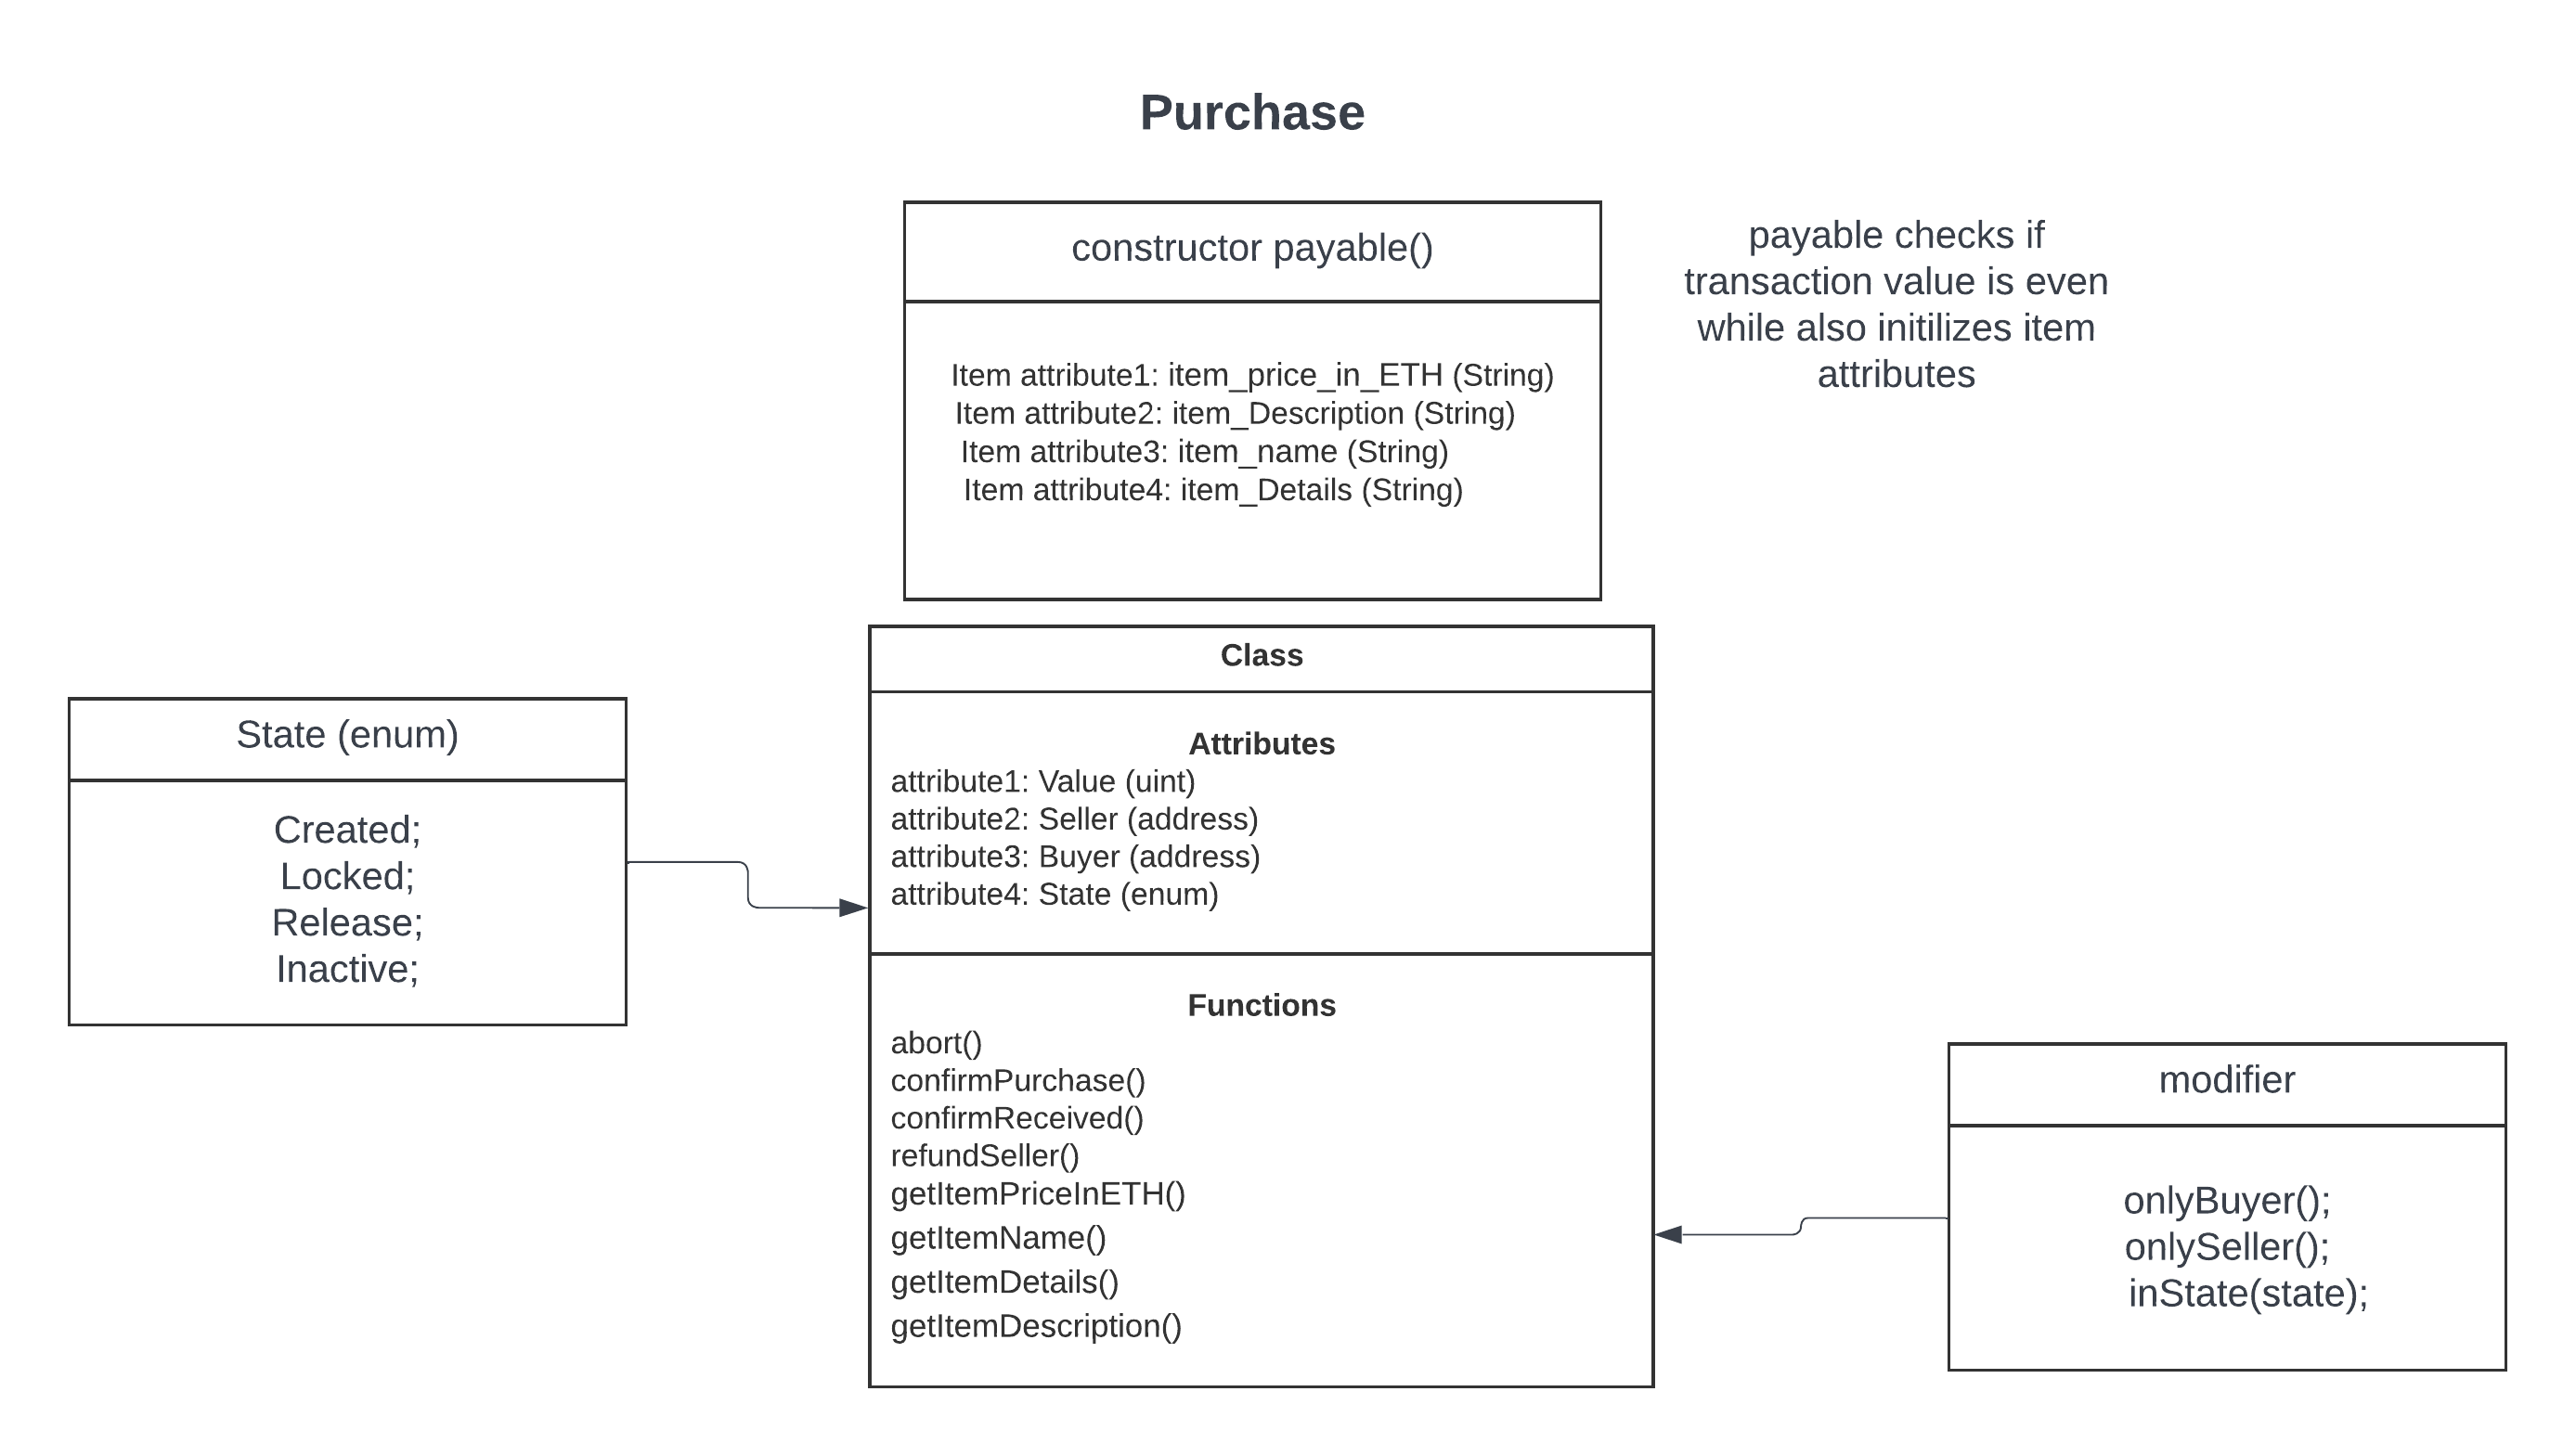 Purchase
constructor payable()
Item attribute1: item_price_in_ETH (String)
Item attribute2: item_Description (String)
Item attribute3: item_name (String)
Item attribute4: item_Details (String)
payable checks if
transaction value is even
while also initilizes item
attributes
Class
Attributes
attribute1: Value (uint)
attribute2: Seller (address)
attribute3: Buyer (address)
attribute4: State (enum)
Functions
abort()
confirmPurchase()
confirmReceived()
refundSeller()
getItemPriceInETH()
getItemName()
getItemDetails()
getItemDescription()
State (enum)
Created;
Locked;
Release;
Inactive;
modifier
onlyBuyer();
onlySeller();
inState(state);